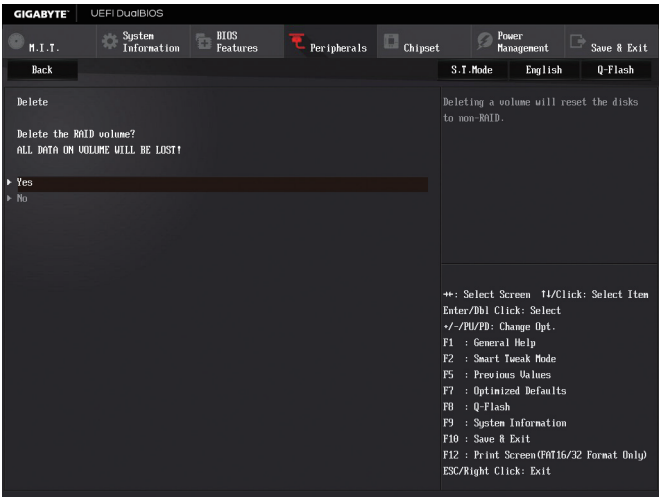 GIGABYTE™ UEFI DualBIOS
M.I.T.
System Information
BIOS Features
Peripherals
Chipset
Power Management
Save & Exit
Back
S.T.Mode English Q-Flash
Delete
Delete the RAID volume?
ALL DATA ON VOLUME WILL BE LOST!
Yes
No
Deleting a volume will reset the disks
to non-RAID.
→←: Select Screen ↑↓/Click: Select Item
Enter/Dbl Click: Select
+/-/PU/PD: Change Opt.
F1 : General Help
F2 : Smart Tweak Mode
F5 : Previous Values
F7 : Optimized Defaults
F8 : Q-Flash
F9 : System Information
F10 : Save & Exit
F12 : Print Screen(FAT16/32 Format Only)
ESC/Right Click: Exit